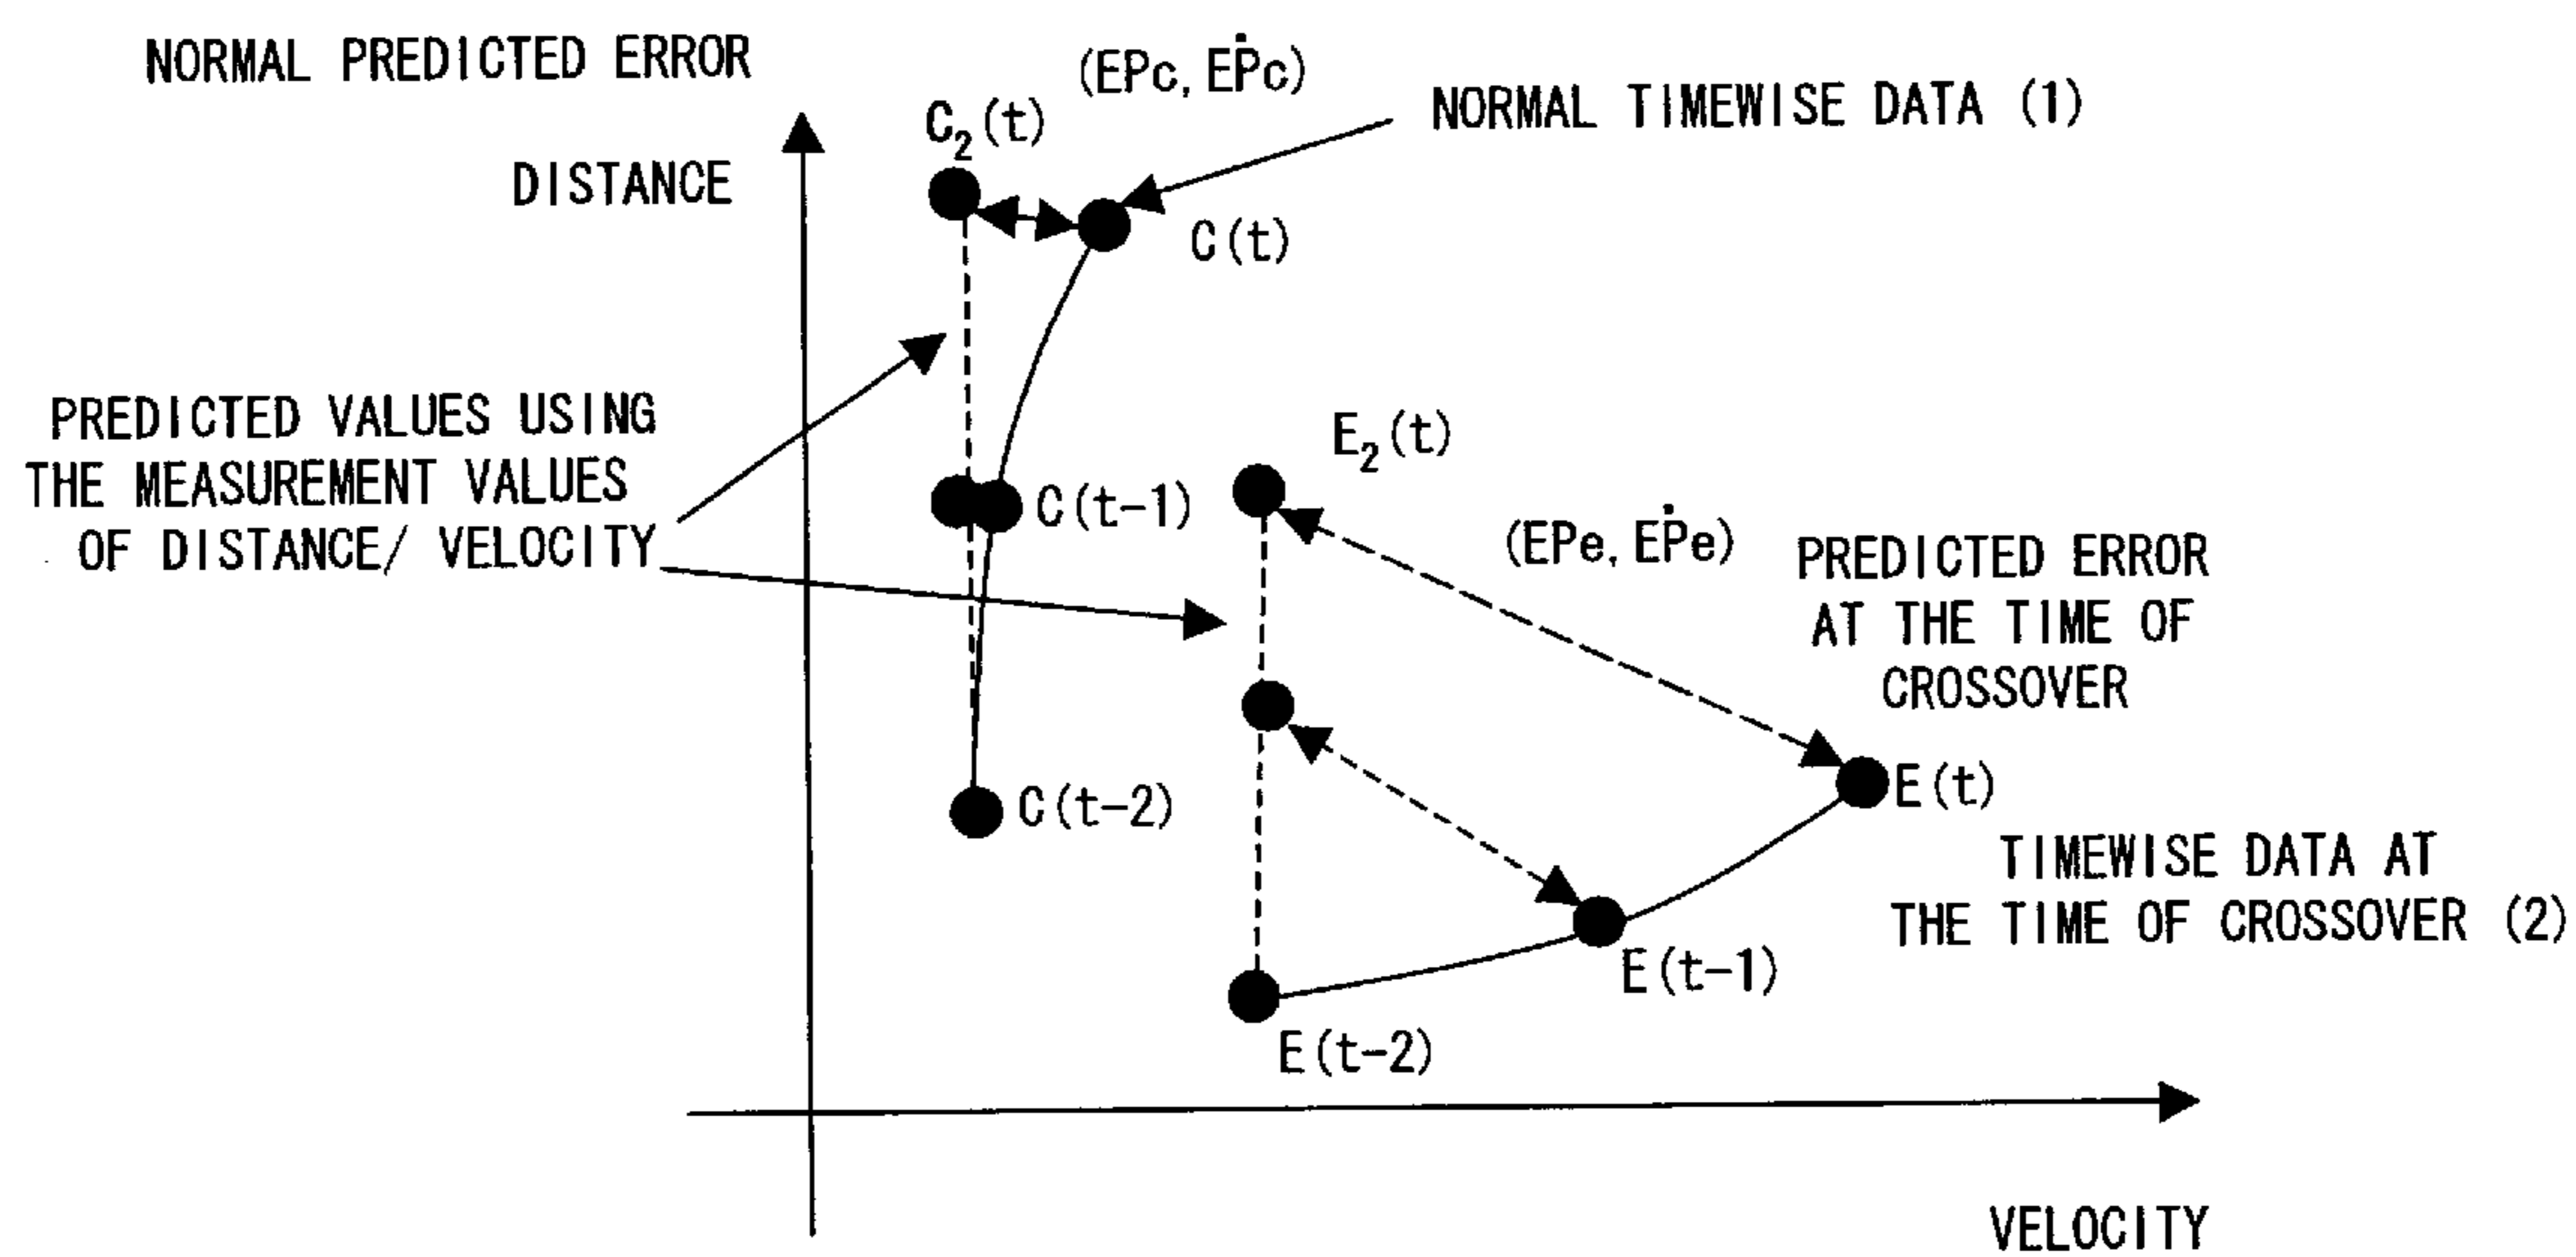 NORMAL PREDICTED ERROR
(EPc, EṖc)
C₂(t)
NORMAL TIMEWISE DATA (1)
DISTANCE
C(t)
PREDICTED VALUES USING
THE MEASUREMENT VALUES
OF DISTANCE/ VELOCITY
C(t-1)
E₂(t)
(EPe, EṖe)
PREDICTED ERROR
AT THE TIME OF
CROSSOVER
C(t-2)
E(t)
TIMEWISE DATA AT
THE TIME OF CROSSOVER (2)
E(t-1)
E(t-2)
VELOCITY